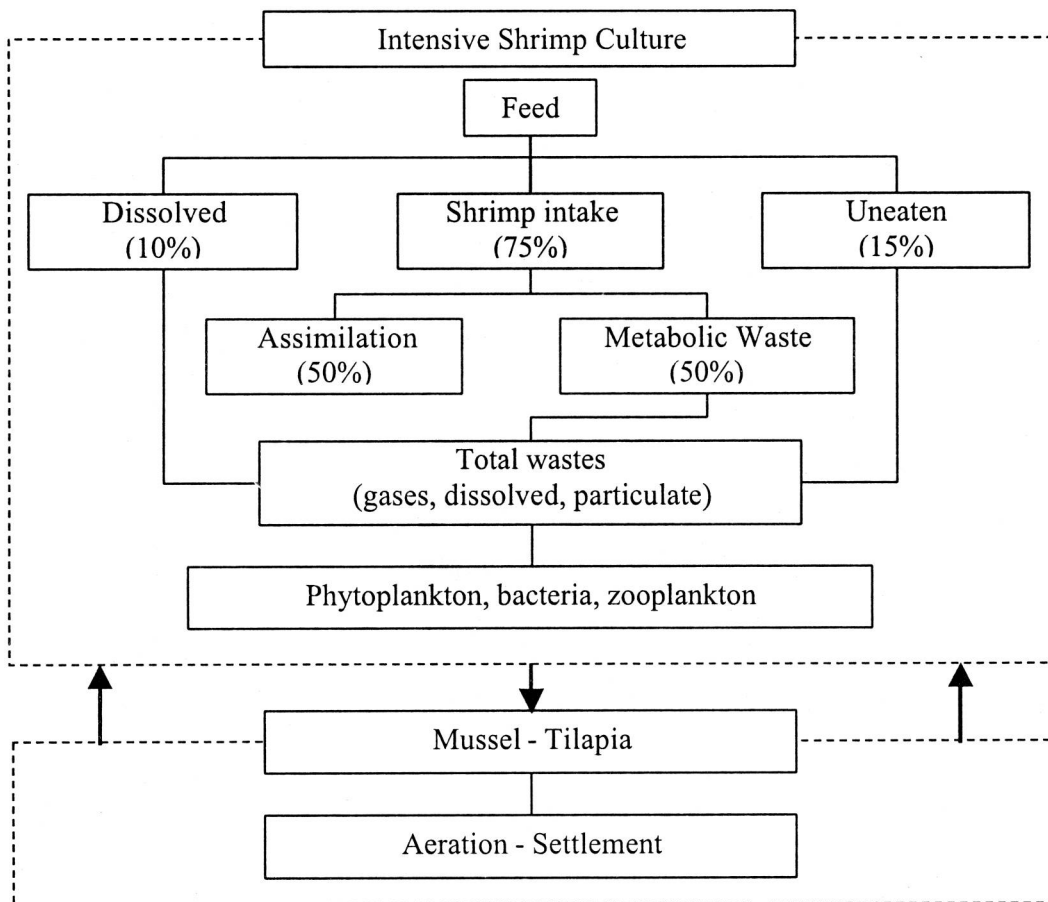 Intensive Shrimp Culture
Feed
Dissolved
(10%)
Shrimp intake
(75%)
Uneaten
(15%)
Assimilation
(50%)
Metabolic Waste
(50%)
Total wastes
(gases, dissolved, particulate)
Phytoplankton, bacteria, zooplankton
Mussel - Tilapia
Aeration - Settlement